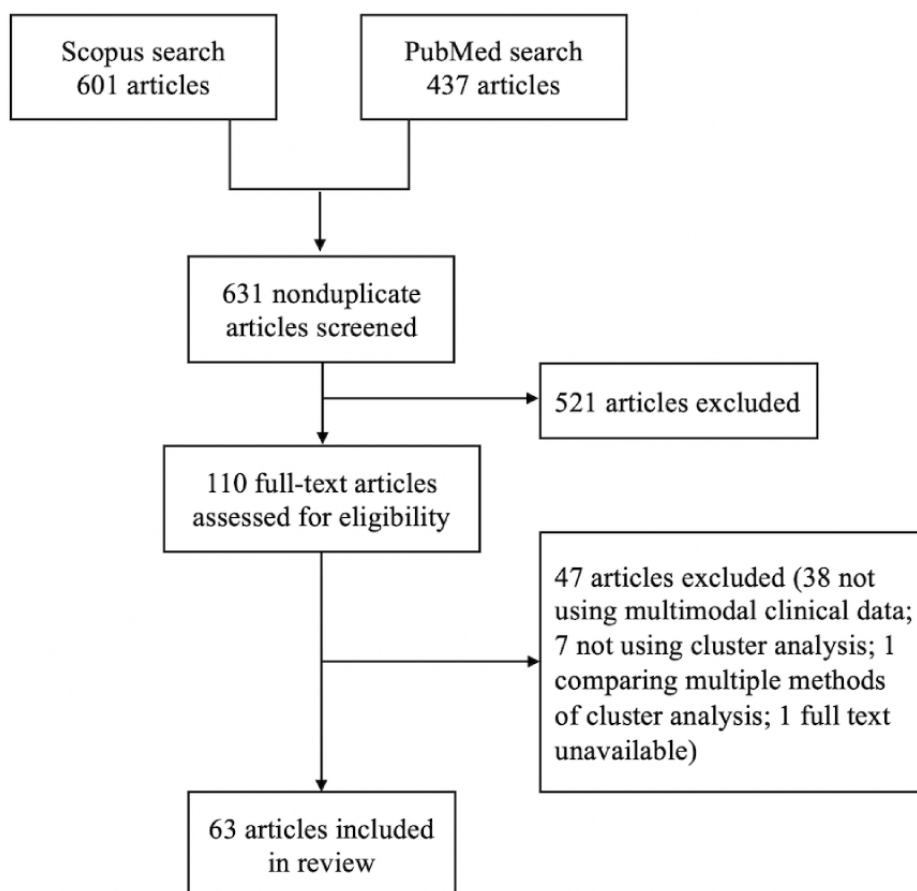 Scopus search
601 articles
PubMed search
437 articles
631 nonduplicate
articles screened
521 articles excluded
110 full-text articles
assessed for eligibility
47 articles excluded (38 not
using multimodal clinical data;
7 not using cluster analysis; 1
comparing multiple methods
of cluster analysis; 1 full text
unavailable)
63 articles included
in review